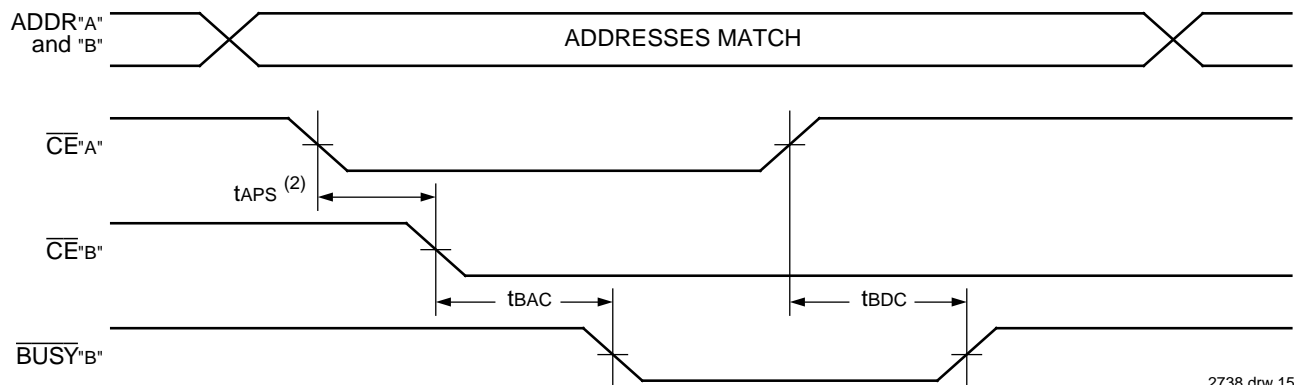 ADDR"A"
and "B"
ADDRESSES MATCH
CE"A"
tAPS (2)
CE"B"
tBAC
tBDC
BUSY"B"
2738 drw 15